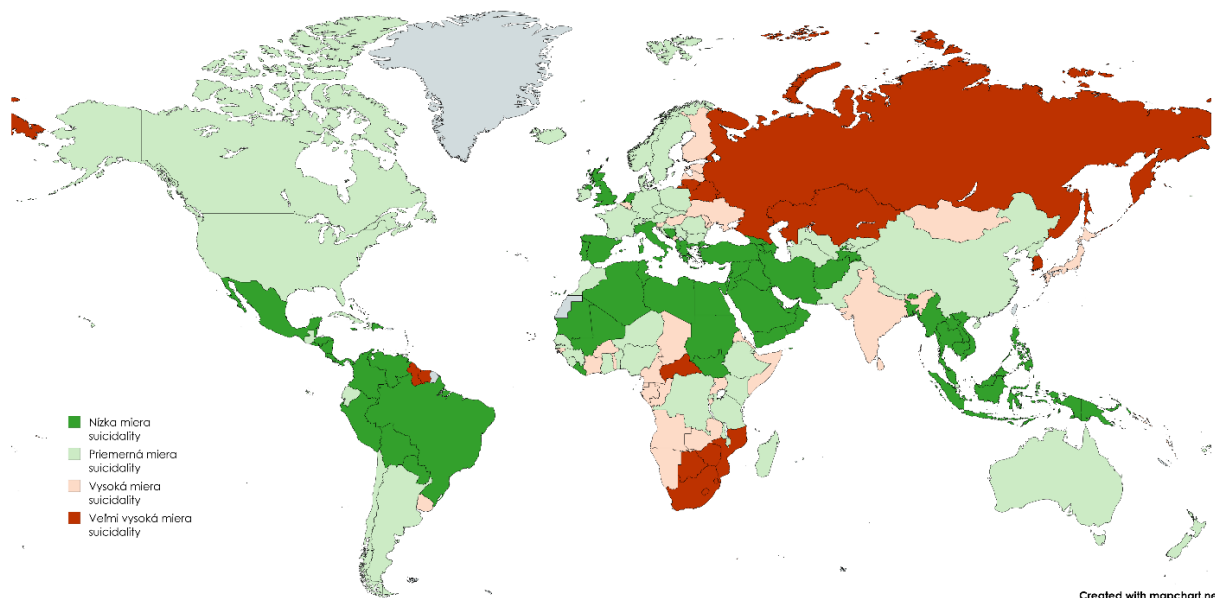 Nízka miera
suicidality
Priemerná miera
suicidality
Vysoká miera
suicidality
Veľmi vysoká miera
suicidality
Created with mapchart.ne